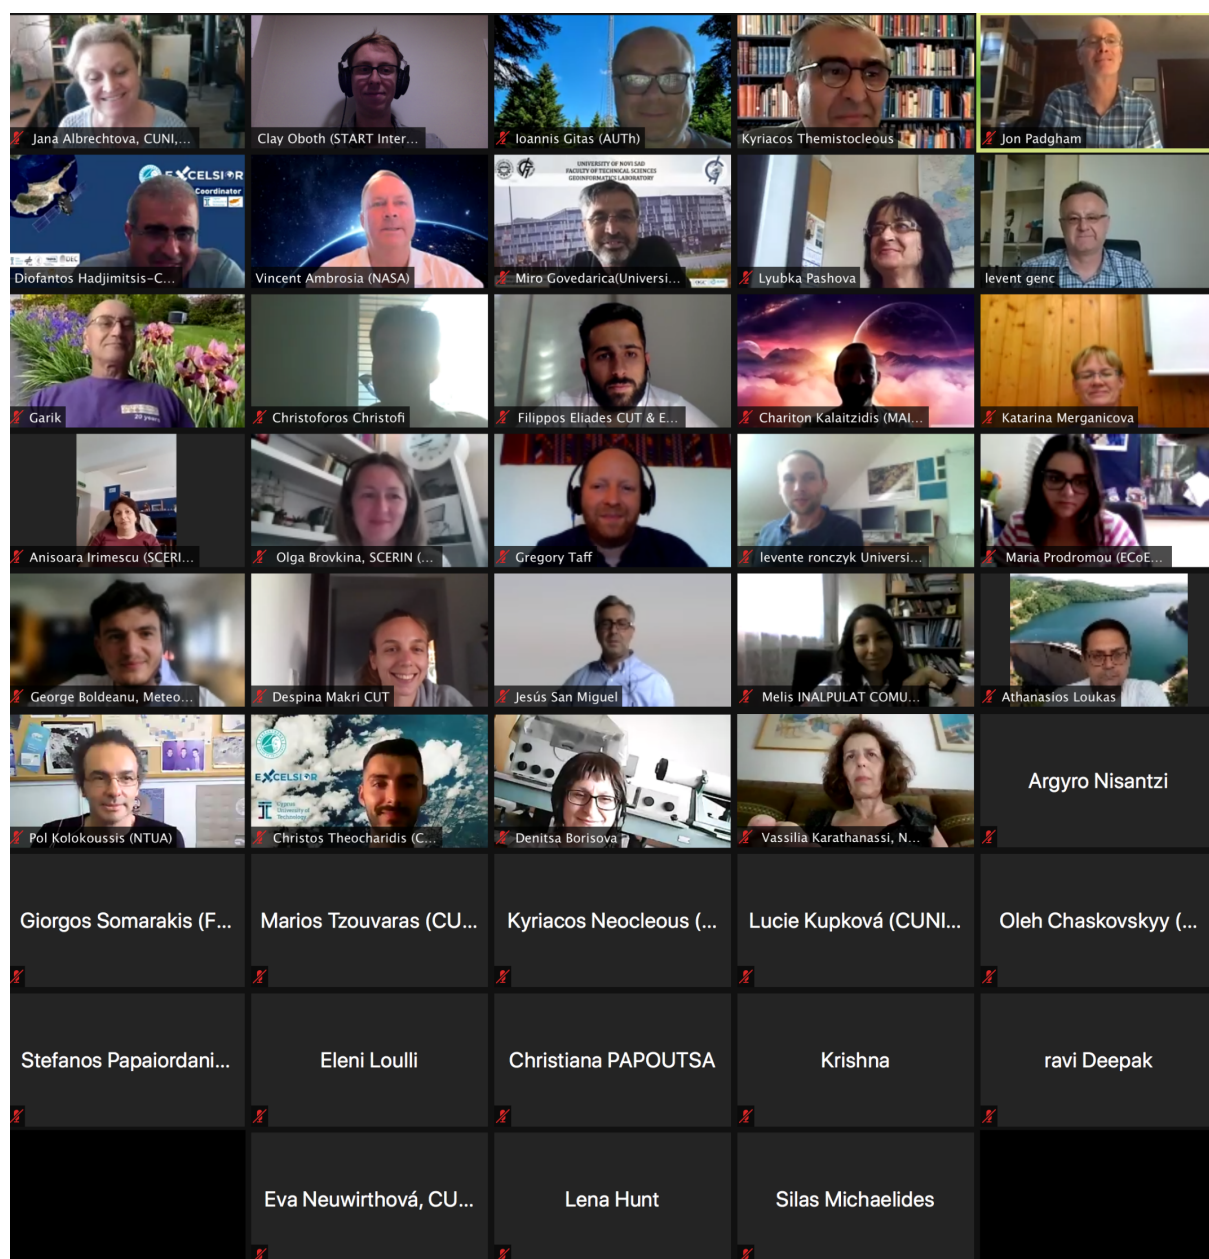 Jana Albrechtova, CUNI,...
Clay Oboth (START Inter...
Ioannis Gitas (AUTh)
Kyriacos Themistocleous
Jon Padgham
EXCELSIOR
Coordinator
Diofantos Hadjimitsis-C...
Vincent Ambrosia (NASA)
UNIVERSITY OF NOVI SAD
FACULTY OF TECHNICAL SCIENCES
GEOINFORMATICS LABORATORY
Miro Govedarica(Universi...
Lyubka Pashova
levent genc
Garik
Christoforos Christofi
Filippos Eliades CUT & E...
Chariton Kalaitzidis (MAI...
Katarina Merganicova
Anisoara Irimescu (SCERI...
Olga Brovkina, SCERIN (...
Gregory Taff
levente ronczyk Universi...
Maria Prodromou (ECoE...
George Boldeanu, Meteo...
Despina Makri CUT
Jesús San Miguel
Melis INALPULAT COMU...
Athanasios Loukas
Pol Kolokoussis (NTUA)
EXCELSIOR
Cyprus
University of
Technology
Christos Theocharidis (C...
Denitsa Borisova
Vassilia Karathanassi, N...
Argyro Nisantzi
Giorgos Somarakis (F...
Marios Tzouvaras (CU...
Kyriacos Neocleous (...
Lucie Kupková (CUNI...
Oleh Chaskovskyy (...
Stefanos Papaiordani...
Eleni Loulli
Christiana PAPOUTSA
Krishna
ravi Deepak
Eva Neuwirthová, CU...
Lena Hunt
Silas Michaelides